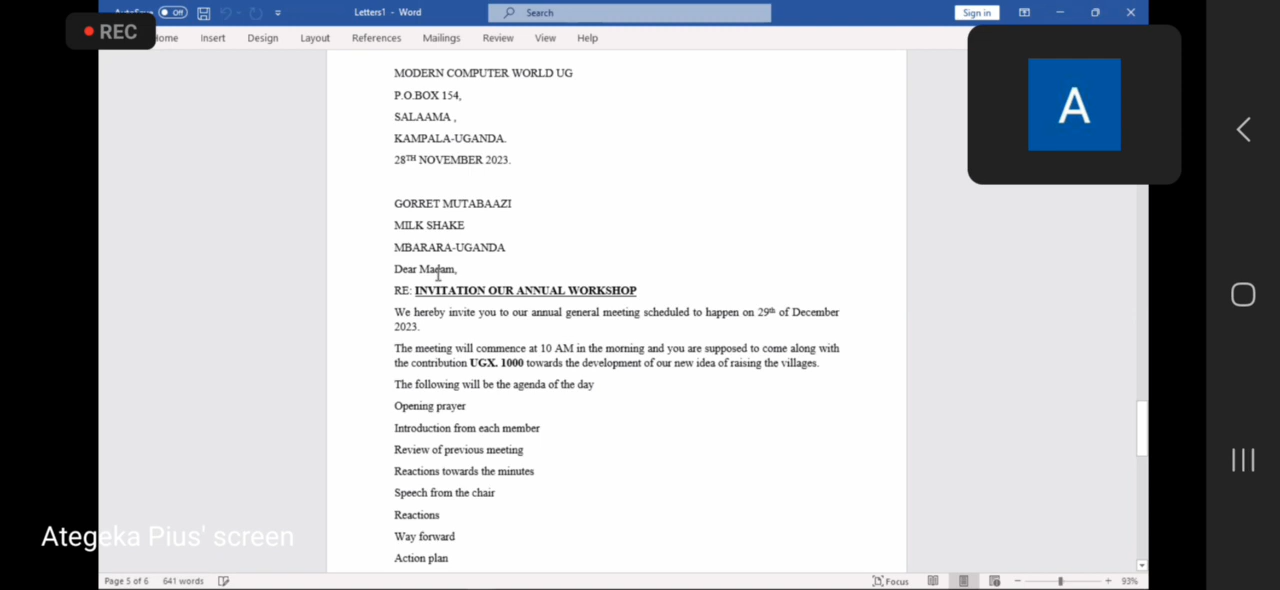 AutoSave Off
Letters1 - Word
Search
Sign in
REC
Home Insert Design Layout References Mailings Review View Help
A
MODERN COMPUTER WORLD UG
P.O.BOX 154,
SALAAMA ,
KAMPALA-UGANDA.
28TH NOVEMBER 2023.
GORRET MUTABAAZI
MILK SHAKE
MBARARA-UGANDA
Dear Madam,
RE: INVITATION OUR ANNUAL WORKSHOP
We hereby invite you to our annual general meeting scheduled to happen on 29th of December
2023.
The meeting will commence at 10 AM in the morning and you are supposed to come along with
the contribution UGX. 1000 towards the development of our new idea of raising the villages.
The following will be the agenda of the day
Opening prayer
Introduction from each member
Review of previous meeting
Reactions towards the minutes
Speech from the chair
Reactions
Way forward
Action plan
Ategeka Pius' screen
Page 5 of 6 641 words
Focus
93%